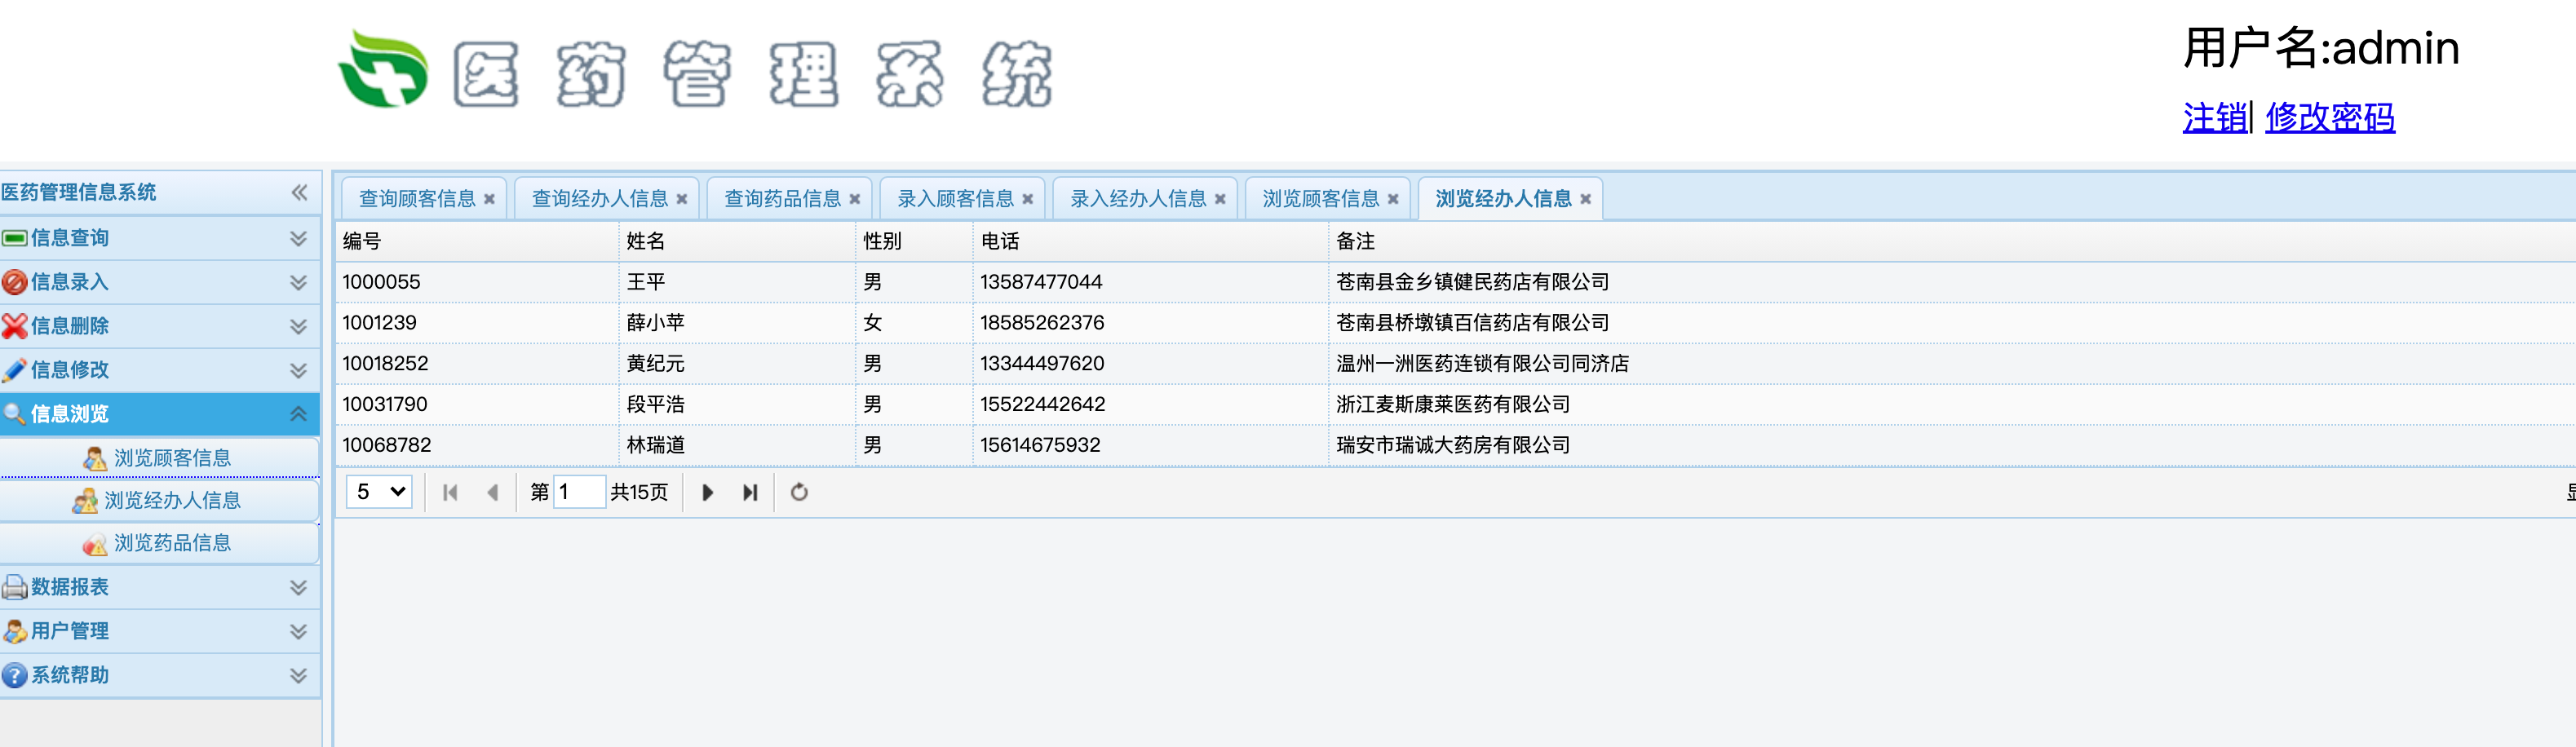 医药管理系统
用户名:admin
注销| 修改密码
医药管理信息系统
信息查询
信息录入
信息删除
信息修改
信息浏览
浏览顾客信息
浏览经办人信息
浏览药品信息
数据报表
用户管理
系统帮助
查询顾客信息 查询经办人信息 查询药品信息 录入顾客信息 录入经办人信息 浏览顾客信息 浏览经办人信息
编号 姓名 性别 电话 备注
1000055 王平 男 13587477044 苍南县金乡镇健民药店有限公司
1001239 薛小苹 女 18585262376 苍南县桥墩镇百信药店有限公司
10018252 黄纪元 男 13344497620 温州一洲医药连锁有限公司同济店
10031790 段平浩 男 15522442642 浙江麦斯康莱医药有限公司
10068782 林瑞道 男 15614675932 瑞安市瑞诚大药房有限公司
5 第 1 共15页